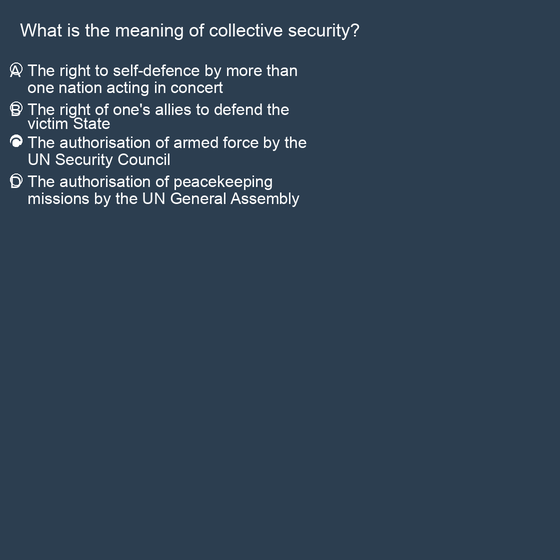 What is the meaning of collective security?
A The right to self-defence by more than
one nation acting in concert
B The right of one's allies to defend the
victim State
C The authorisation of armed force by the
UN Security Council
D The authorisation of peacekeeping
missions by the UN General Assembly